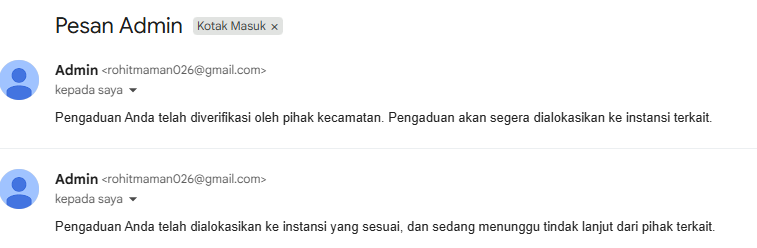 Pesan Admin Kotak Masuk ×
Admin <rohitmaman026@gmail.com>
kepada saya
Pengaduan Anda telah diverifikasi oleh pihak kecamatan. Pengaduan akan segera dialokasikan ke instansi terkait.
Admin <rohitmaman026@gmail.com>
kepada saya
Pengaduan Anda telah dialokasikan ke instansi yang sesuai, dan sedang menunggu tindak lanjut dari pihak terkait.